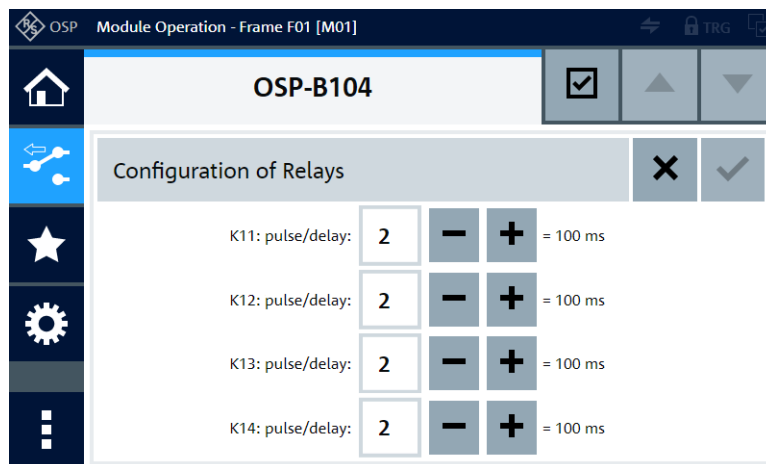 R&S OSP Module Operation - Frame F01 [M01] TRG
OSP-B104
Configuration of Relays
K11: pulse/delay: 2 = 100 ms
K12: pulse/delay: 2 = 100 ms
K13: pulse/delay: 2 = 100 ms
K14: pulse/delay: 2 = 100 ms